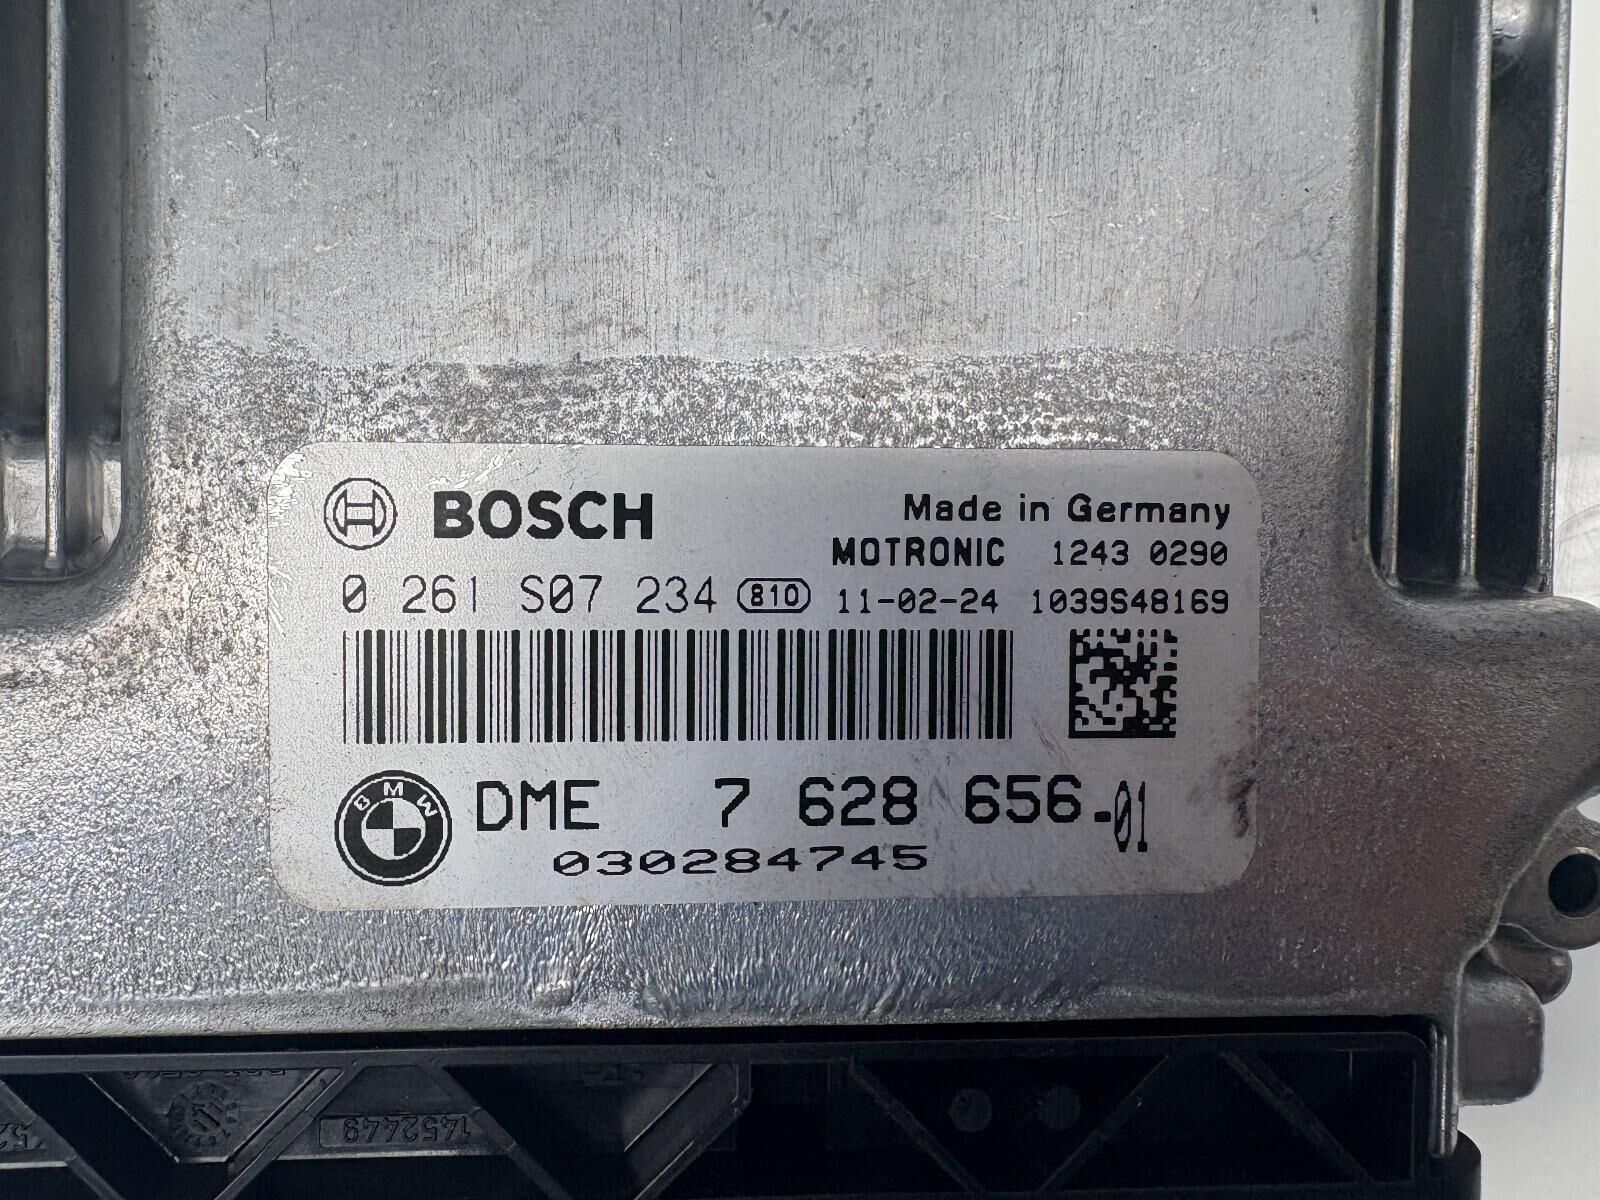 BOSCH
Made in Germany
MOTRONIC 1243 0290
0 261 S07 234 810 11-02-24 1039S48169
BMW
DME 7 628 656-01
030284745
1452449